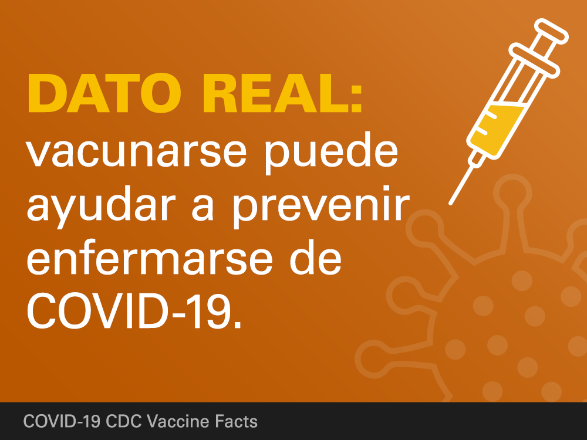 DATO REAL:
vacunarse puede
ayudar a prevenir
enfermarse de
COVID-19.
COVID-19 CDC Vaccine Facts